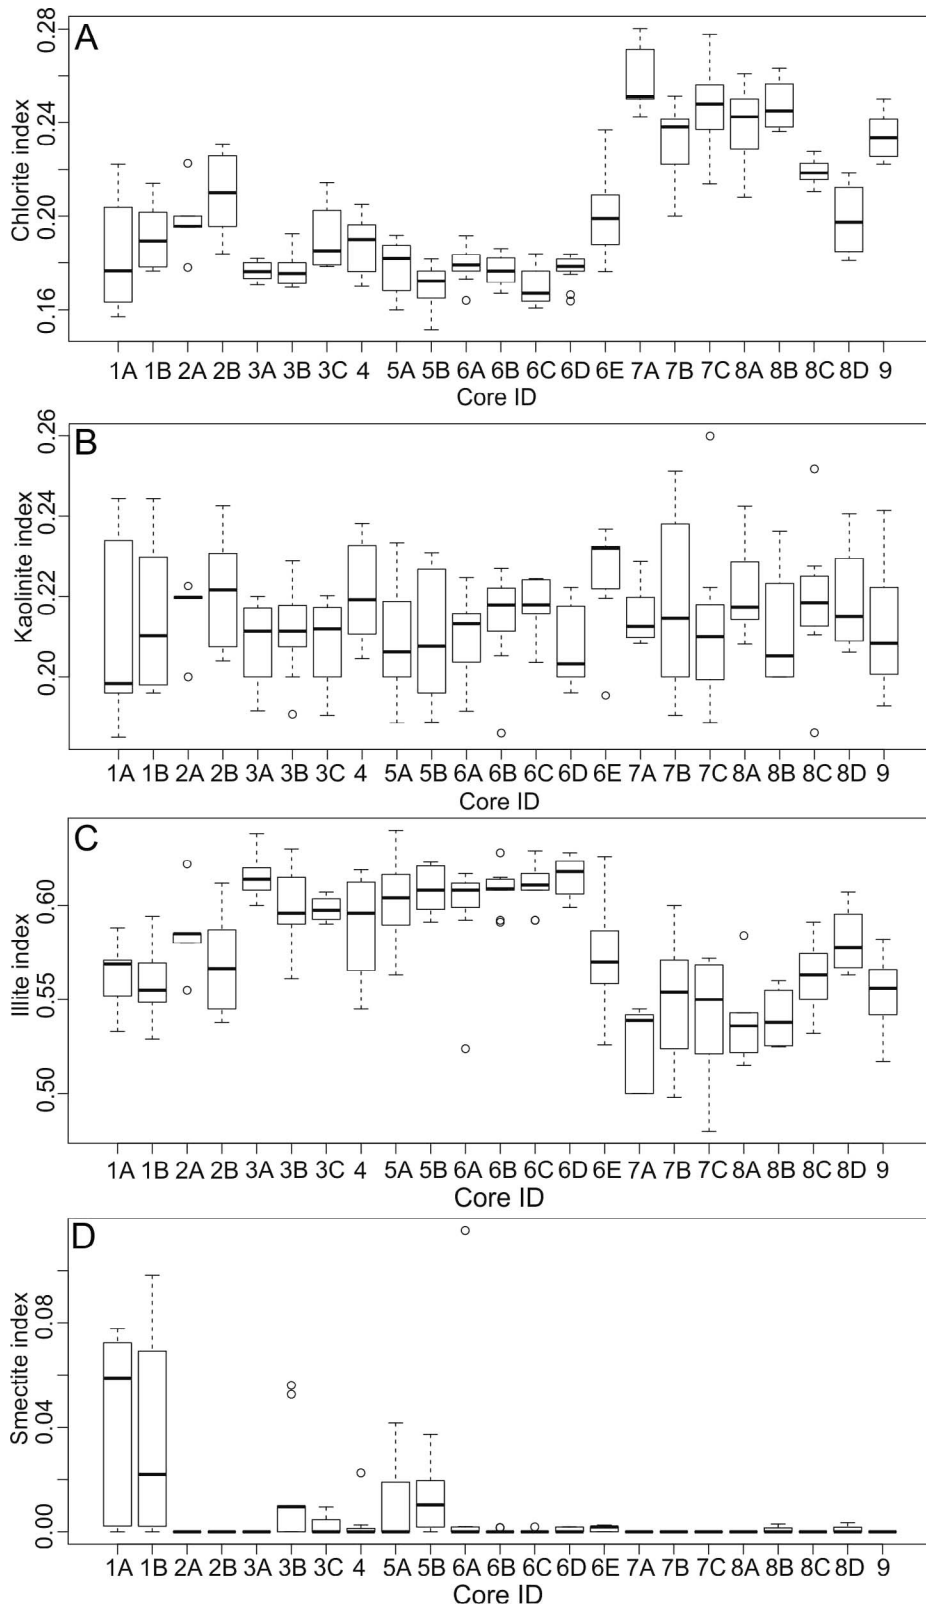 A
Chlorite index
0.28
0.24
0.20
0.16
1A 1B 2A 2B 3A 3B 3C 4 5A 5B 6A 6B 6C 6D 6E 7A 7B 7C 8A 8B 8C 8D 9
Core ID
B
Kaolinite index
0.26
0.24
0.22
0.20
1A 1B 2A 2B 3A 3B 3C 4 5A 5B 6A 6B 6C 6D 6E 7A 7B 7C 8A 8B 8C 8D 9
Core ID
C
Illite index
0.60
0.55
0.50
1A 1B 2A 2B 3A 3B 3C 4 5A 5B 6A 6B 6C 6D 6E 7A 7B 7C 8A 8B 8C 8D 9
Core ID
D
Smectite index
0.08
0.04
0.00
1A 1B 2A 2B 3A 3B 3C 4 5A 5B 6A 6B 6C 6D 6E 7A 7B 7C 8A 8B 8C 8D 9
Core ID